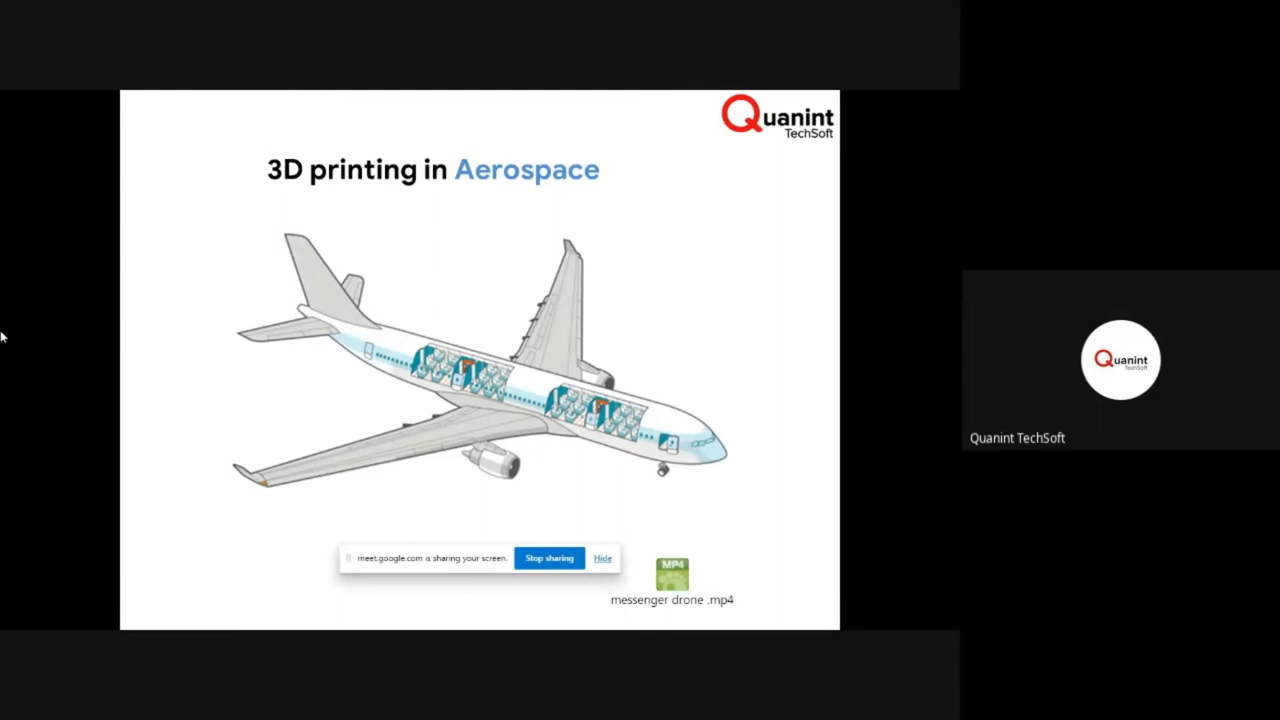 Quanint
TechSoft
3D printing in Aerospace
meet.google.com is sharing your screen.
Stop sharing
Hide
MP4
messenger drone .mp4
Quanint
TechSoft
Quanint TechSoft